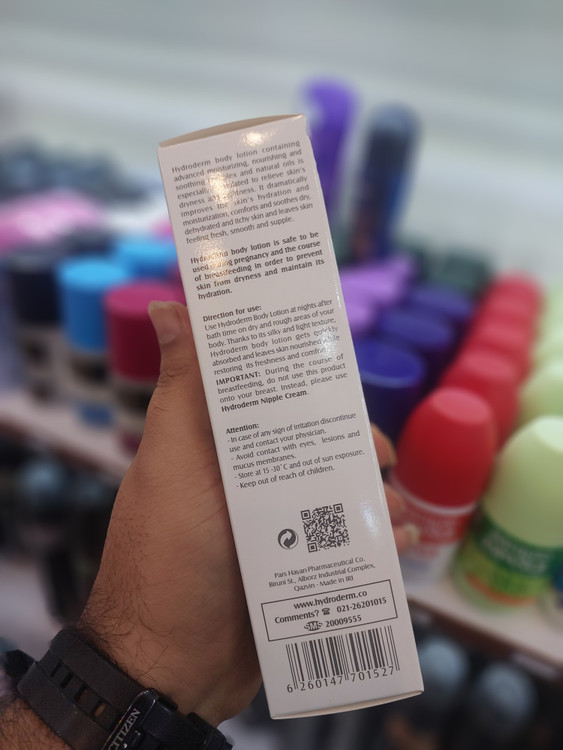 Hydroderm body lotion containing
advanced moisturizing, nourishing and
soothing and natural oils is
especially to relieve skin's
dryness It dramatically
improves the skin's hydration and
moisturization, comforts and soothes dry,
dehydrated and itchy skin and leaves skin
feeling fresh, smooth and supple.
Hydroderm body lotion is safe to be
used during pregnancy and the course
of breastfeeding in order to prevent
skin from dryness and maintain its
hydration.
Direction for use:
Use Hydroderm Body Lotion at nights after
bath time on dry and rough areas of your
body. Thanks to its silky and light texture,
Hydroderm body lotion gets quickly
absorbed and leaves skin nourished while
restoring its freshness and comfort.
IMPORTANT: During the course of
breastfeeding, do not use this product
onto your breast. Instead, please use
Hydroderm Nipple Cream.
Attention:
- In case of any sign of irritation discontinue
use and contact your physician.
- Avoid contact with eyes, lesions and
mucus membranes.
- Store at 15 -30° C and out of sun exposure.
- Keep out of reach of children.
Pars Hayan Pharmaceutical Co.
Biruni St., Alborz Industrial Complex,
Qazvin - Made in IRI
www.hydroderm.co
Comments? ☎ 021-26201015
SMS 20009555
6 260147 701527
CITIZEN